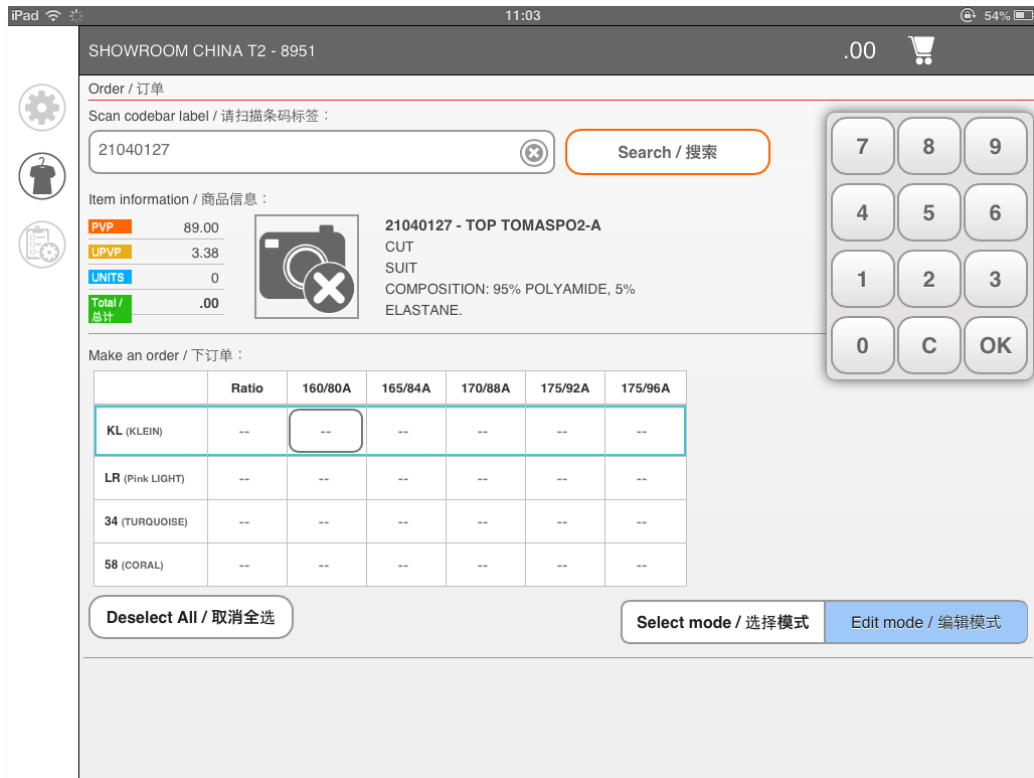 iPad 11:03 54%
SHOWROOM CHINA T2 - 8951 .00
Order / 订单
Scan codebar label / 请扫描条码标签：
21040127
Search / 搜索
Item information / 商品信息：
PVP 89.00
UPVP 3.38
UNITS 0
Total / 总计 .00
21040127 - TOP TOMASPO2-A
CUT
SUIT
COMPOSITION: 95% POLYAMIDE, 5%
ELASTANE.
7 8 9
4 5 6
1 2 3
0 C OK
Make an order / 下订单：
Ratio 160/80A 165/84A 170/88A 175/92A 175/96A
KL (KLEIN) -- -- -- -- -- --
LR (Pink LIGHT) -- -- -- -- -- --
34 (TURQUOISE) -- -- -- -- -- --
58 (CORAL) -- -- -- -- -- --
Deselect All / 取消全选
Select mode / 选择模式 Edit mode / 编辑模式